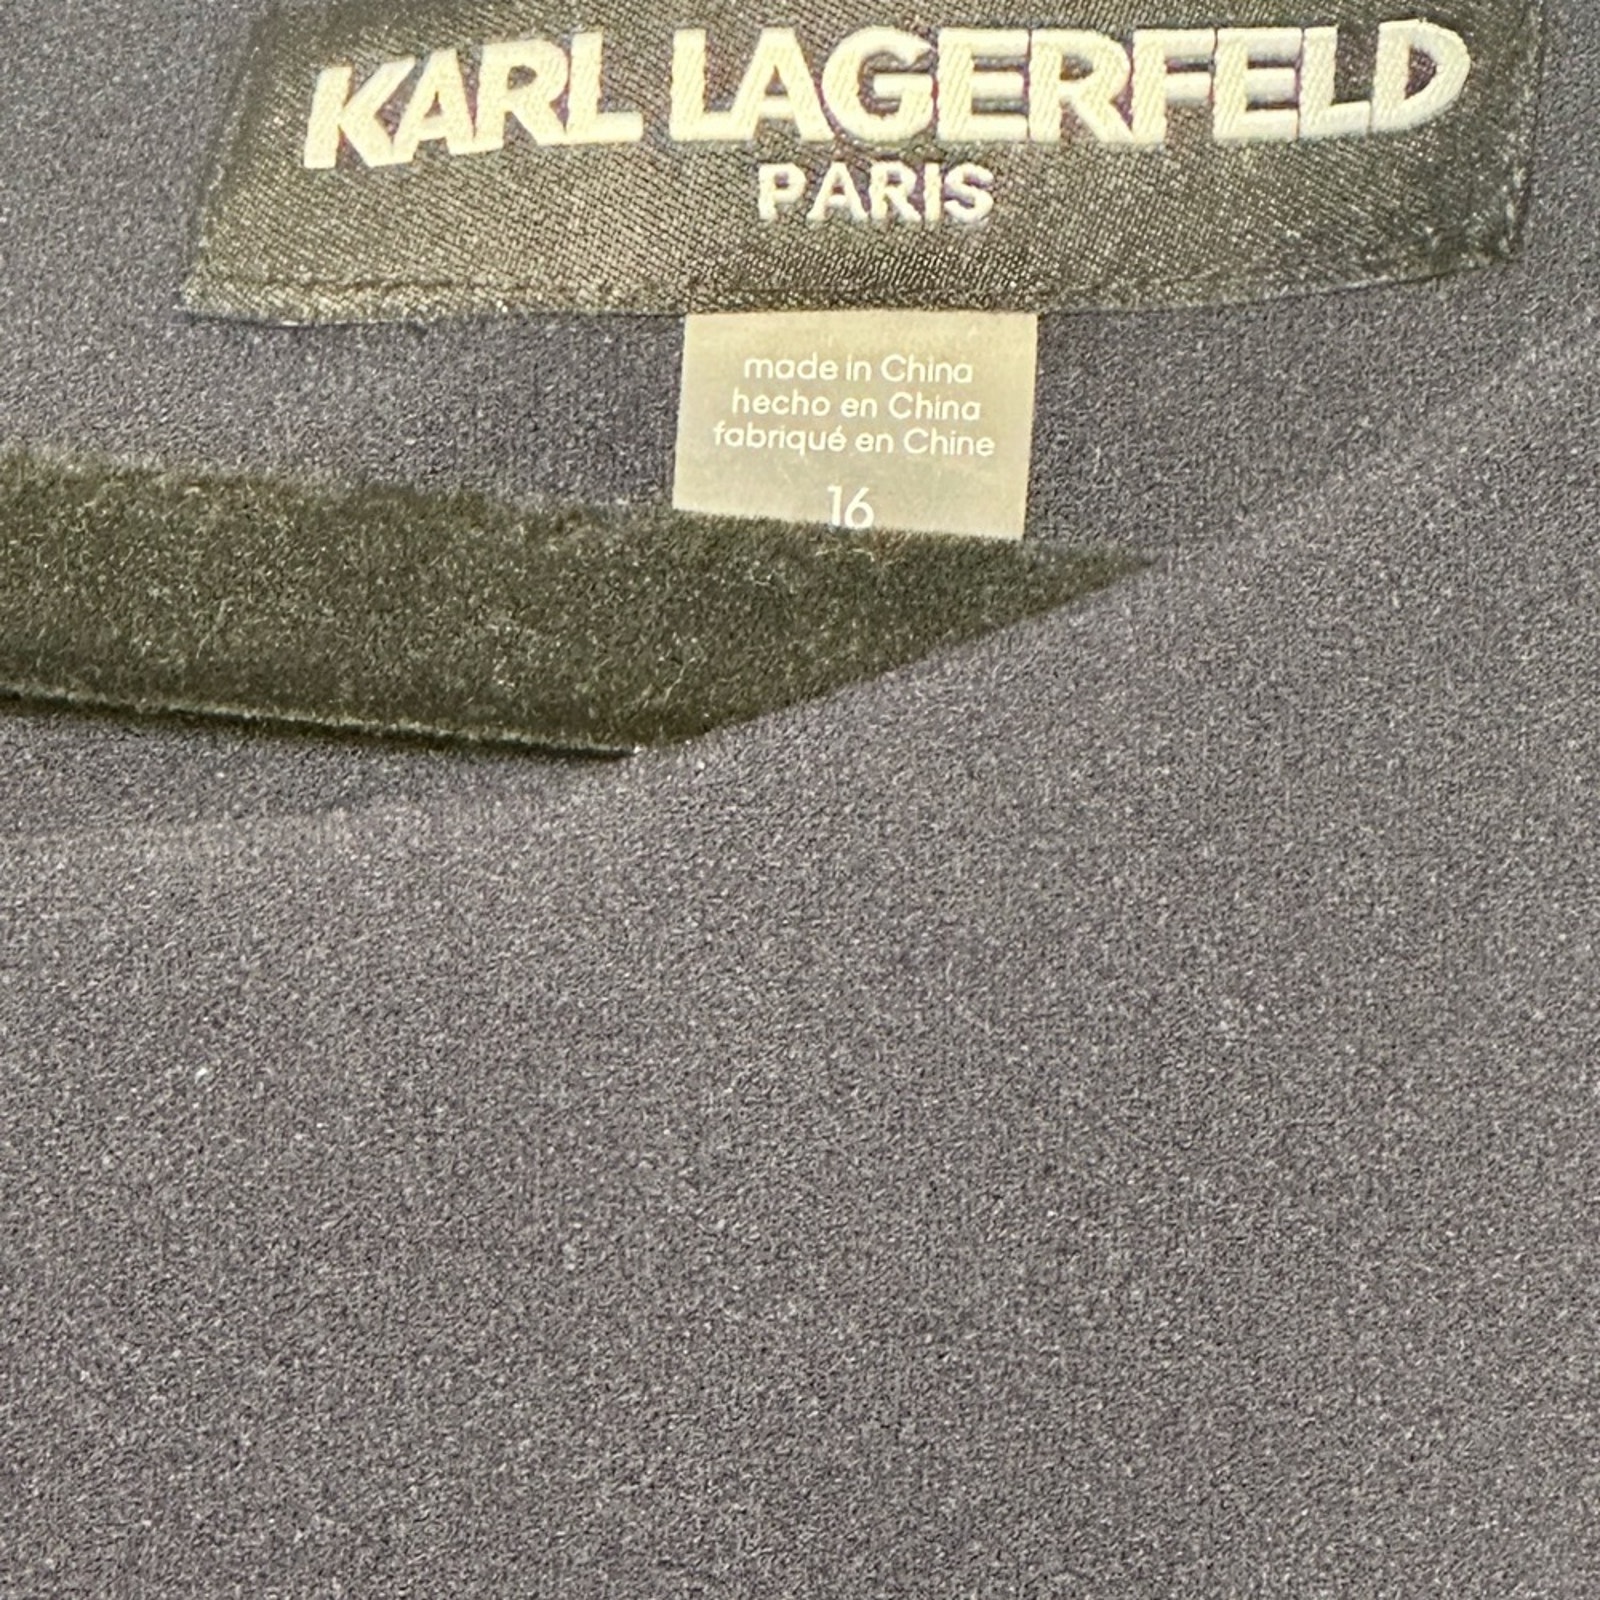 KARL LAGERFELD
PARIS
made in China
hecho en China
fabriqué en Chine
16